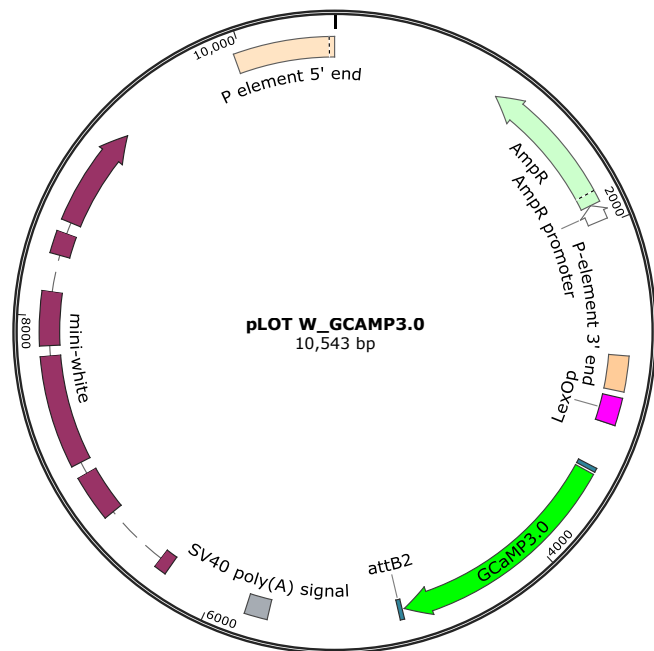 10,000
P element 5' end
AmpR
2000
AmpR promoter
P-element 3' end
mini-white
8000
pLOT W_GCAMP3.0
10,543 bp
LexOp
GCaMP3.0
4000
attB2
SV40 poly(A) signal
6000